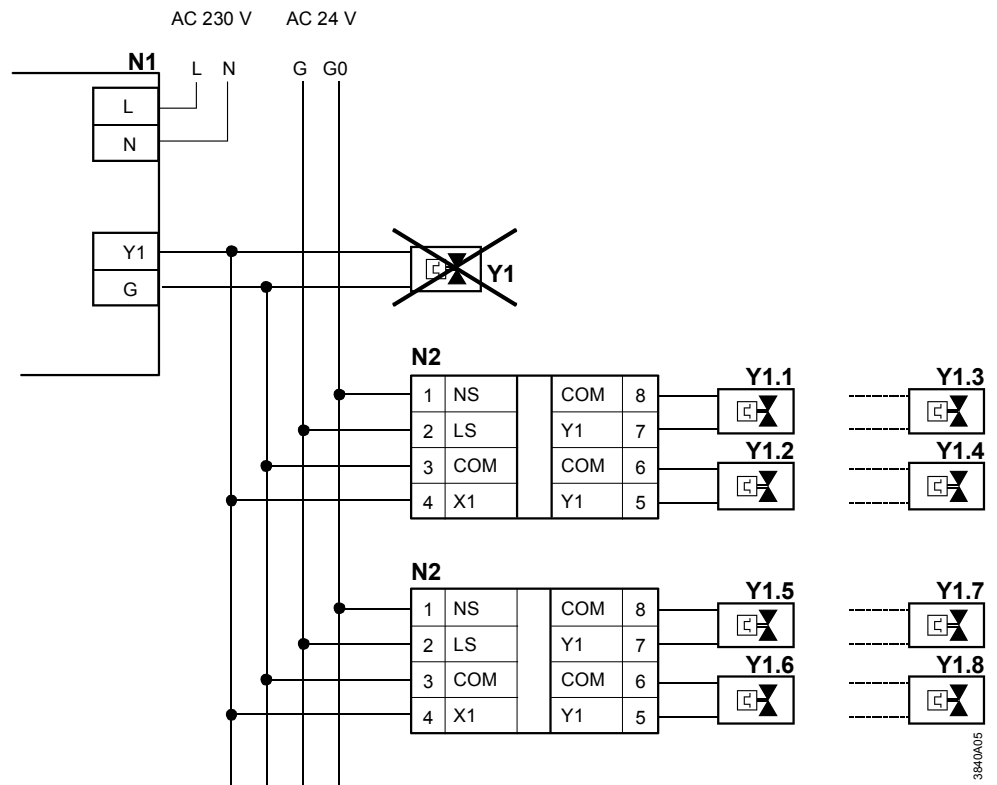 AC 230 V AC 24 V
N1 L N G G0
L
N
Y1
G
Y1
N2
1 NS COM 8
2 LS Y1 7
3 COM COM 6
4 X1 Y1 5
Y1.1 Y1.3
Y1.2 Y1.4
N2
1 NS COM 8
2 LS Y1 7
3 COM COM 6
4 X1 Y1 5
Y1.5 Y1.7
Y1.6 Y1.8
3840A05